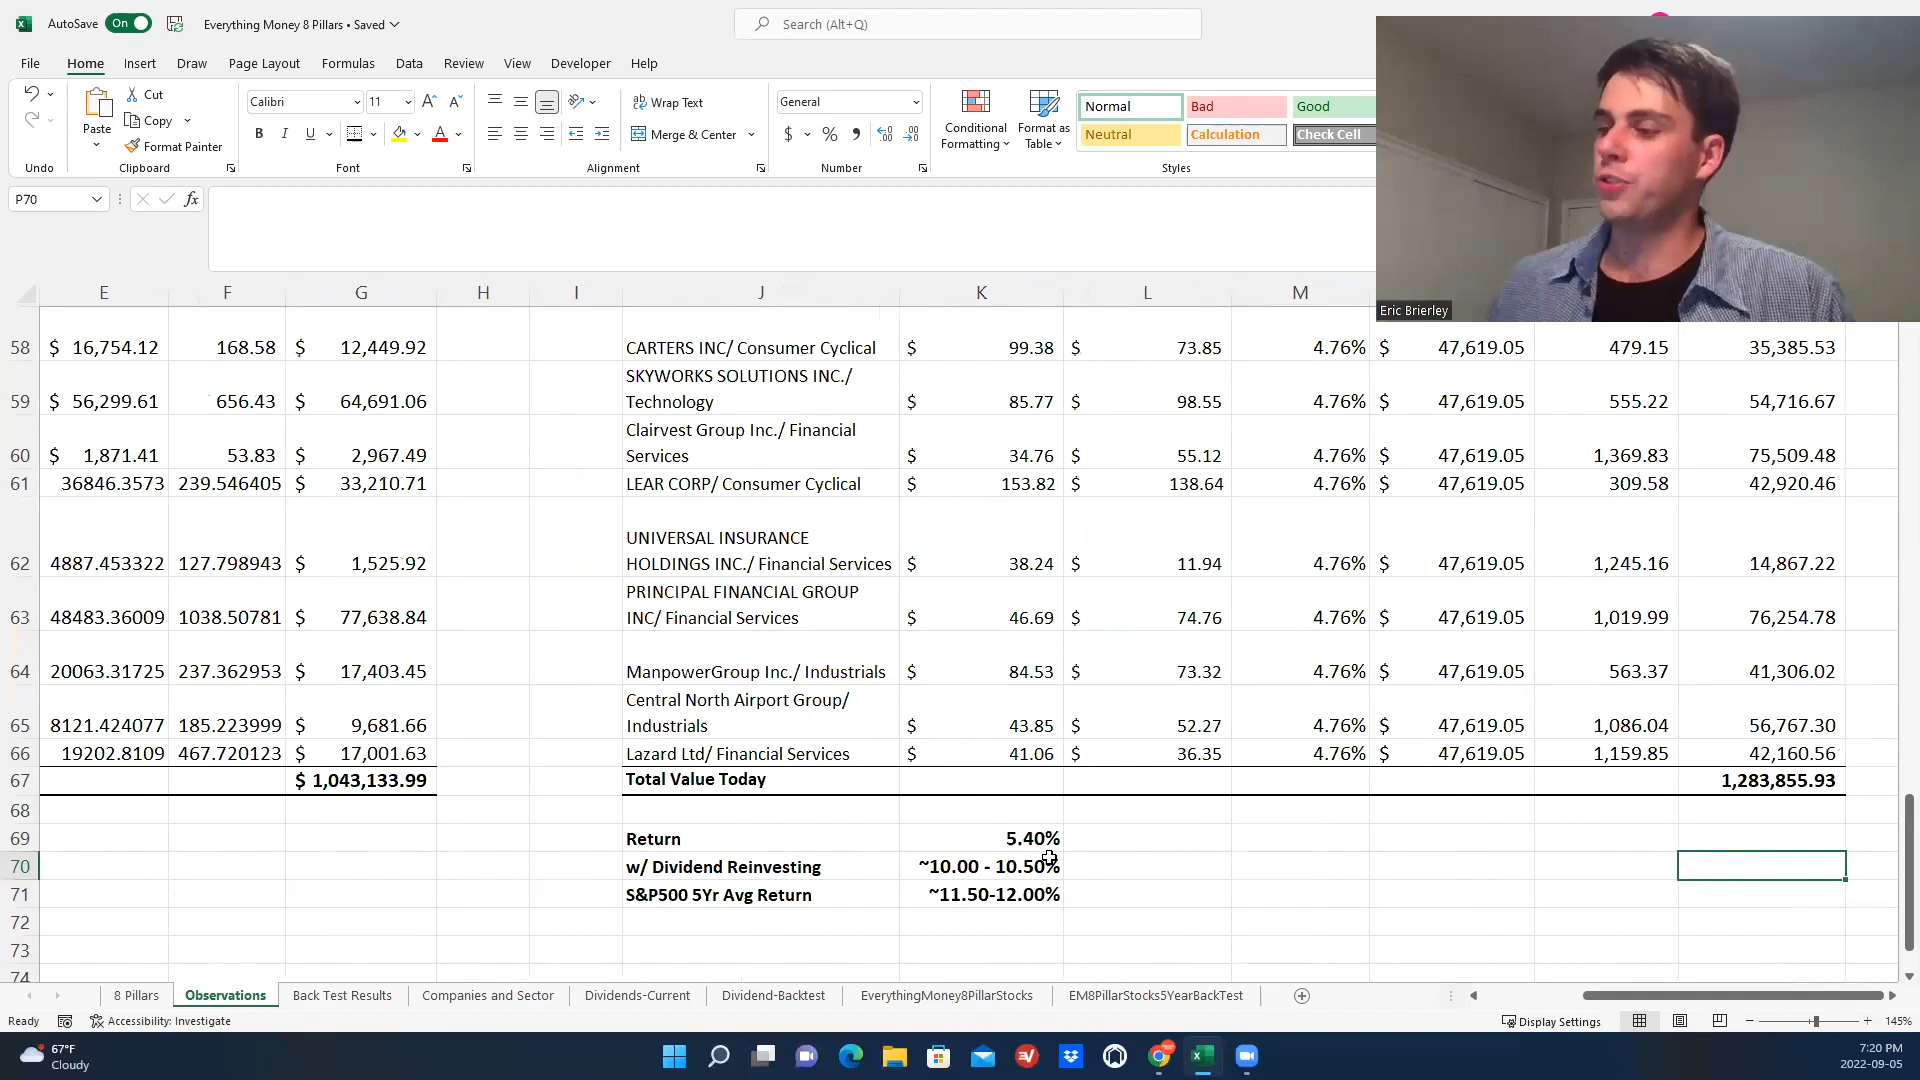 AutoSave On Everything Money 8 Pillars • Saved Search (Alt+Q)
File Home Insert Draw Page Layout Formulas Data Review View Developer Help
Undo
Paste
Cut
Copy
Format Painter
Clipboard
Calibri 11
B I U
Font
Wrap Text
Merge & Center
Alignment
General
$ % ,
Number
Conditional
Formatting
Format as
Table
Normal Bad Good
Neutral Calculation Check Cell
Styles
Eric Brierley
P70 fx
E F G H I J K L M
58 $ 16,754.12 168.58 $ 12,449.92 CARTERS INC/ Consumer Cyclical $ 99.38 $ 73.85 4.76% $ 47,619.05 479.15 35,385.53
SKYWORKS SOLUTIONS INC./
59 $ 56,299.61 656.43 $ 64,691.06 Technology $ 85.77 $ 98.55 4.76% $ 47,619.05 555.22 54,716.67
Clairvest Group Inc./ Financial
60 $ 1,871.41 53.83 $ 2,967.49 Services $ 34.76 $ 55.12 4.76% $ 47,619.05 1,369.83 75,509.48
61 36846.3573 239.546405 $ 33,210.71 LEAR CORP/ Consumer Cyclical $ 153.82 $ 138.64 4.76% $ 47,619.05 309.58 42,920.46
UNIVERSAL INSURANCE
62 4887.453322 127.798943 $ 1,525.92 HOLDINGS INC./ Financial Services $ 38.24 $ 11.94 4.76% $ 47,619.05 1,245.16 14,867.22
PRINCIPAL FINANCIAL GROUP
63 48483.36009 1038.50781 $ 77,638.84 INC/ Financial Services $ 46.69 $ 74.76 4.76% $ 47,619.05 1,019.99 76,254.78
64 20063.31725 237.362953 $ 17,403.45 ManpowerGroup Inc./ Industrials $ 84.53 $ 73.32 4.76% $ 47,619.05 563.37 41,306.02
Central North Airport Group/
65 8121.424077 185.223999 $ 9,681.66 Industrials $ 43.85 $ 52.27 4.76% $ 47,619.05 1,086.04 56,767.30
66 19202.8109 467.720123 $ 17,001.63 Lazard Ltd/ Financial Services $ 41.06 $ 36.35 4.76% $ 47,619.05 1,159.85 42,160.56
67 $ 1,043,133.99 Total Value Today 1,283,855.93
68
69 Return 5.40%
70 w/ Dividend Reinvesting ~10.00 - 10.50%
71 S&P500 5Yr Avg Return ~11.50-12.00%
72
73
74
8 Pillars Observations Back Test Results Companies and Sector Dividends-Current Dividend-Backtest EverythingMoney8PillarStocks EM8PillarStocks5YearBackTest
Ready Accessibility: Investigate Display Settings 145%
67°F
Cloudy
7:20 PM
2022-09-05